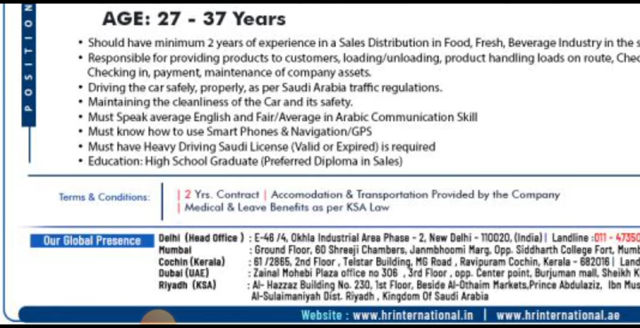 POSITION
AGE: 27 - 37 Years
• Should have minimum 2 years of experience in a Sales Distribution in Food, Fresh, Beverage Industry in the
• Responsible for providing products to customers, loading/unloading, product handling loads on route,
Checking in, payment, maintenance of company assets.
• Driving the car safely, properly, as per Saudi Arabia traffic regulations.
• Maintaining the cleanliness of the Car and its safety.
• Must Speak average English and Fair/Average in Arabic Communication Skill
• Must know how to use Smart Phones & Navigation/GPS
• Must have Heavy Driving Saudi License (Valid or Expired) is required
• Education: High School Graduate (Preferred Diploma in Sales)
Terms & Conditions: | 2 Yrs. Contract | Accomodation & Transportation Provided by the Company
| Medical & Leave Benefits as per KSA Law
Our Global Presence
Delhi (Head Office) : E-46 /4, Okhla Industrial Area Phase - 2, New Delhi - 110020, (India) | Landline :011 - 47350
Mumbai : Ground Floor, 60 Shreeji Chambers, Janmbhoomi Marg, Opp. Siddharth College Fort,
Cochin (Kerala) : 61 /2865, 2nd Floor , Telstar Building, MG Road , Ravipuram Cochin, Kerala - 682016 |
Dubai (UAE) : Zainal Mohebi Plaza office no 306 , 3rd Floor , opp. Center point, Burjuman mall, Sheikh
Riyadh (KSA) : Al- Hazzaz Building No. 230, 1st Floor, Beside Al-Othaim Markets,Prince Abdulaziz, Ibn
Al-Sulaimaniyah Dist. Riyadh , Kingdom Of Saudi Arabia
Website : www.hrinternational.in | www.hrinternational.ae